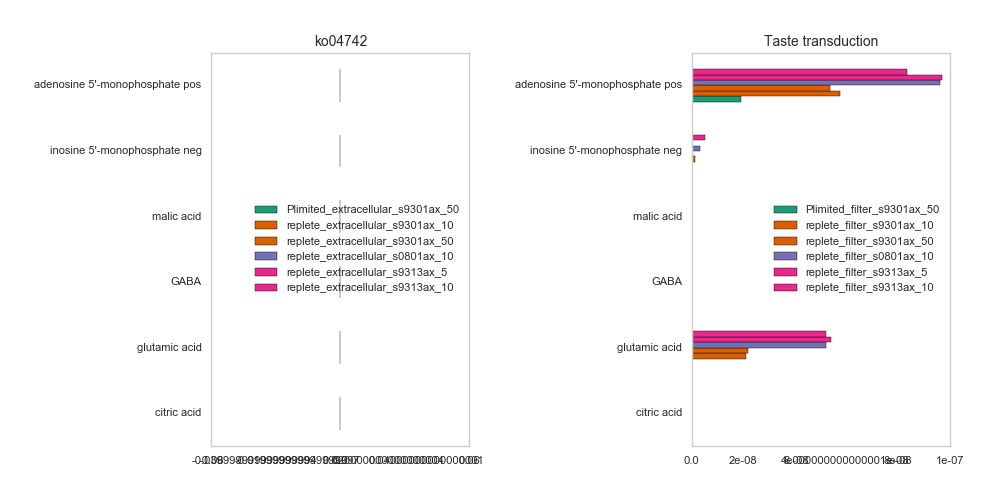 ko04742
adenosine 5'-monophosphate pos
inosine 5'-monophosphate neg
malic acid
GABA
glutamic acid
citric acid
Plimited_extracellular_s9301ax_50
replete_extracellular_s9301ax_10
replete_extracellular_s9301ax_50
replete_extracellular_s0801ax_10
replete_extracellular_s9313ax_5
replete_extracellular_s9313ax_10
Taste transduction
adenosine 5'-monophosphate pos
inosine 5'-monophosphate neg
malic acid
GABA
glutamic acid
citric acid
Plimited_filter_s9301ax_50
replete_filter_s9301ax_10
replete_filter_s9301ax_50
replete_filter_s0801ax_10
replete_filter_s9313ax_5
replete_filter_s9313ax_10
0.0 2e-08 1e-07